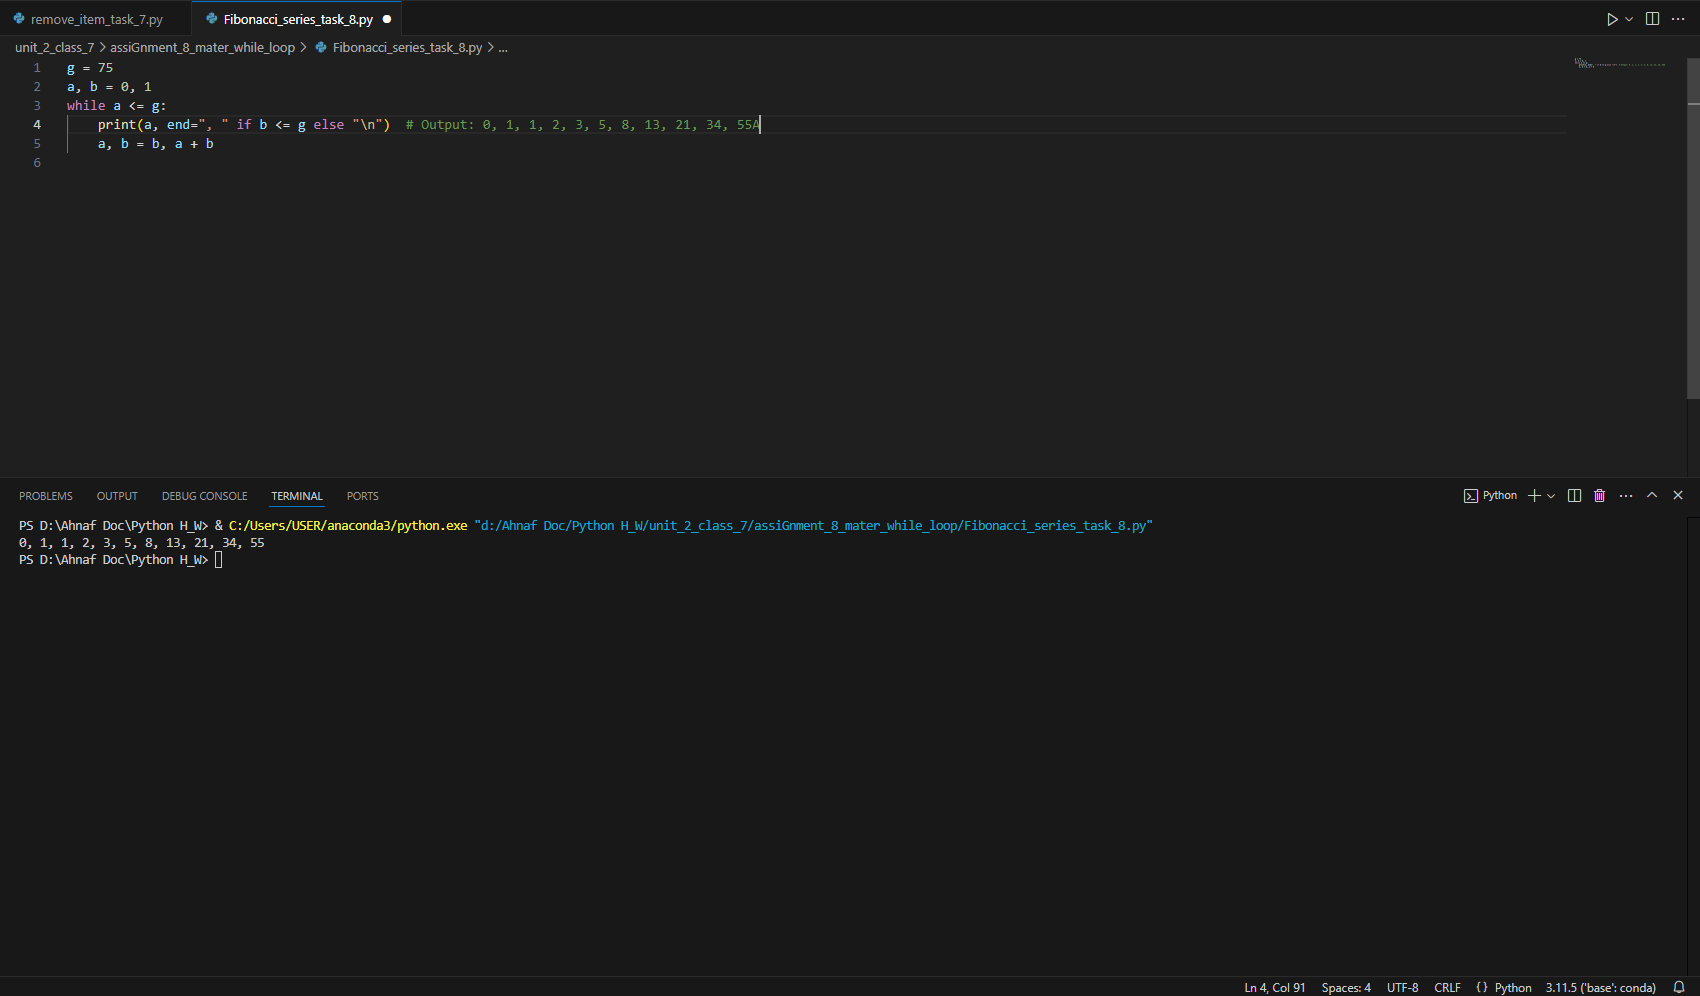 remove_item_task_7.py
Fibonacci_series_task_8.py
unit_2_class_7 > assiGnment_8_mater_while_loop > Fibonacci_series_task_8.py > ...
1 g = 75
2 a, b = 0, 1
3 while a <= g:
4     print(a, end=", " if b <= g else "\n")  # Output: 0, 1, 1, 2, 3, 5, 8, 13, 21, 34, 55A
5     a, b = b, a + b
6
PROBLEMS OUTPUT DEBUG CONSOLE TERMINAL PORTS
Python
PS D:\Ahnaf Doc\Python H_W> & C:/Users/USER/anaconda3/python.exe "d:/Ahnaf Doc/Python H_W/unit_2_class_7/assiGnment_8_mater_while_loop/Fibonacci_series_task_8.py"
0, 1, 1, 2, 3, 5, 8, 13, 21, 34, 55
PS D:\Ahnaf Doc\Python H_W>
Ln 4, Col 91 Spaces: 4 UTF-8 CRLF {} Python 3.11.5 ('base': conda)